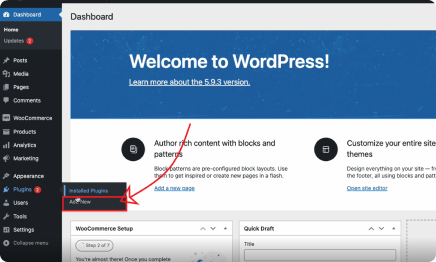 Dashboard
Home
Updates 2
Posts
Media
Pages
Comments
WooCommerce
Products
Analytics
Marketing
Appearance
Plugins 2
Users
Tools
Settings
Collapse menu
Installed Plugins
Add New
Dashboard
Welcome to WordPress!
Learn more about the 5.9.3 version.
Author rich content with blocks and
patterns
Block patterns are pre-configured block layouts. Use
them to get inspired or create new pages in a flash.
Add a new page
Customize your entire site
themes
Design everything on your site — fr
the footer, all using blocks and patt
Open site editor
WooCommerce Setup
Step 2 of 7
You're almost there! Once you complete
Quick Draft
Title